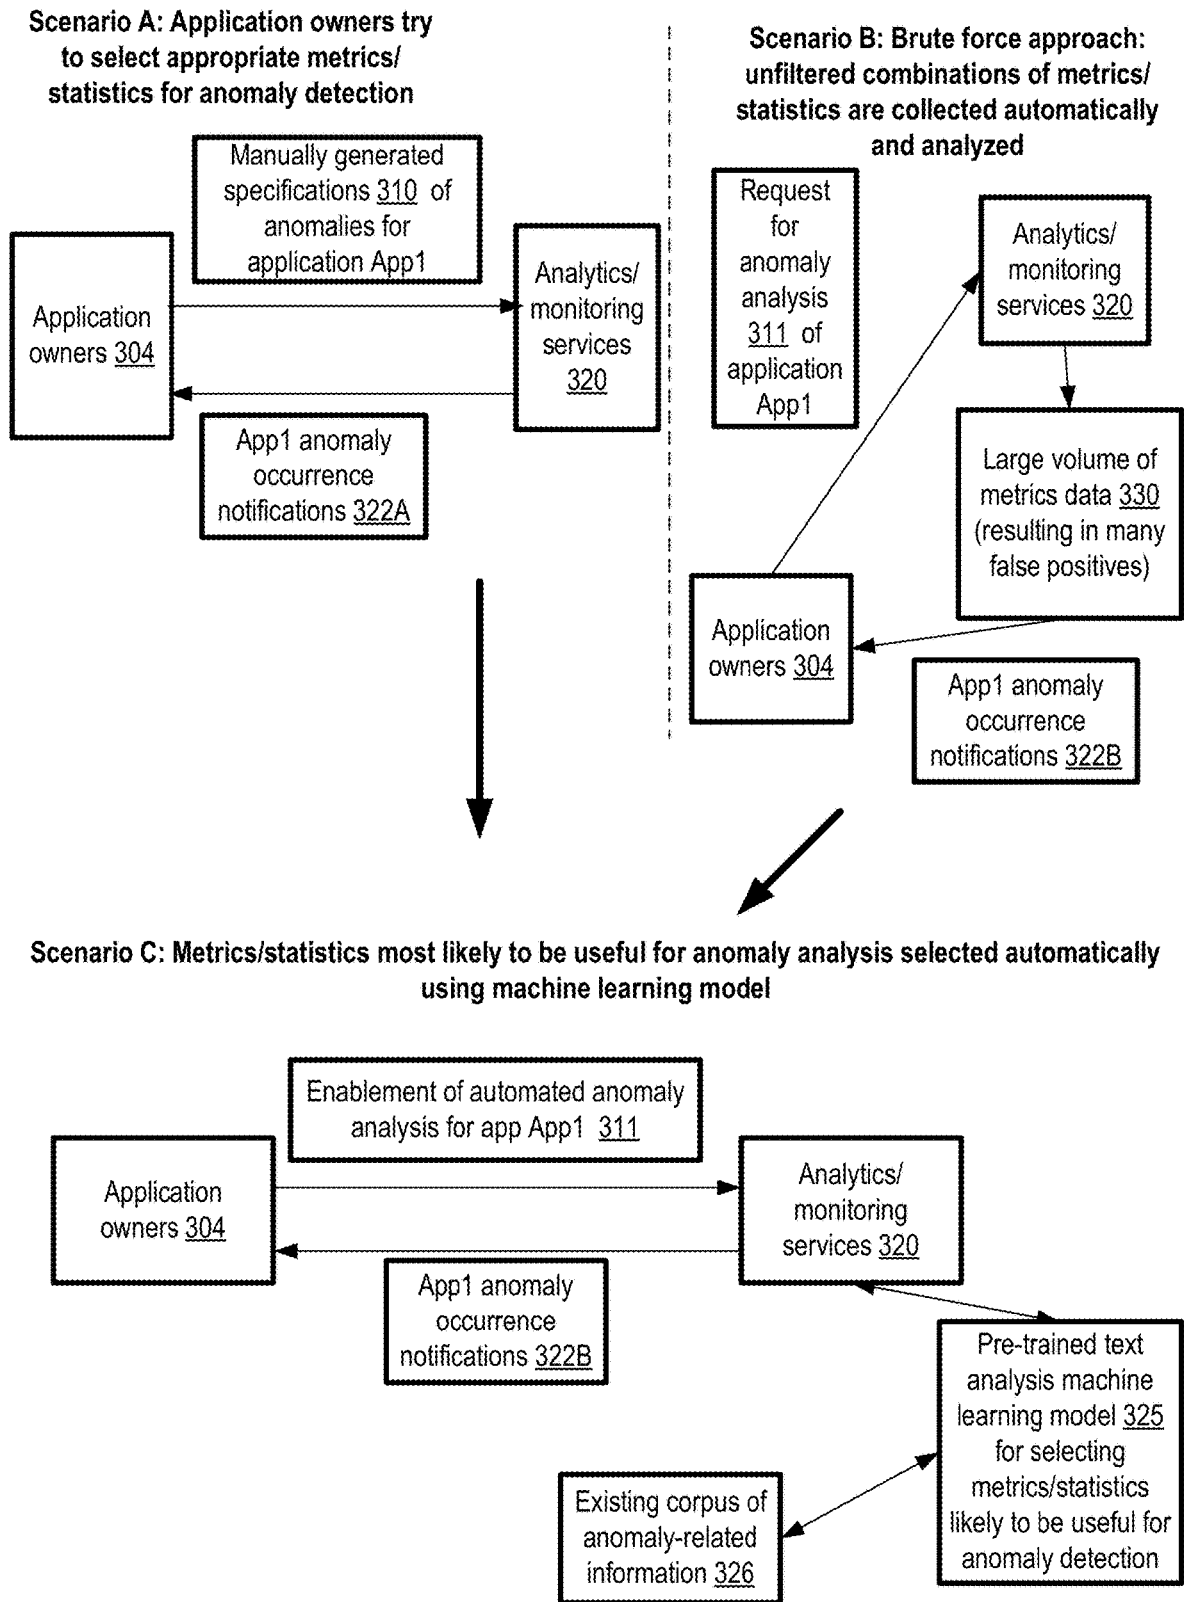 Scenario A: Application owners try
to select appropriate metrics/
statistics for anomaly detection
Manually generated
specifications 310 of
anomalies for
application App1
Application
owners 304
Analytics/
monitoring
services
320
App1 anomaly
occurrence
notifications 322A
Scenario B: Brute force approach:
unfiltered combinations of metrics/
statistics are collected automatically
and analyzed
Request
for
anomaly
analysis
311 of
application
App1
Analytics/
monitoring
services 320
Large volume of
metrics data 330
(resulting in many
false positives)
Application
owners 304
App1 anomaly
occurrence
notifications 322B
Scenario C: Metrics/statistics most likely to be useful for anomaly analysis selected automatically
using machine learning model
Enablement of automated anomaly
analysis for app App1 311
Application
owners 304
Analytics/
monitoring
services 320
App1 anomaly
occurrence
notifications 322B
Pre-trained text
analysis machine
learning model 325
for selecting
metrics/statistics
likely to be useful for
anomaly detection
Existing corpus of
anomaly-related
information 326